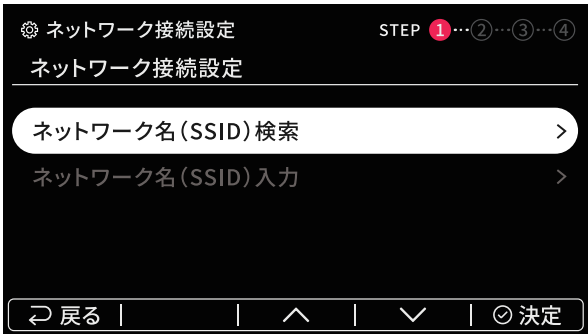 ネットワーク接続設定 STEP 1…2…3…4
ネットワーク接続設定
ネットワーク名(SSID)検索 >
ネットワーク名(SSID)入力 >
戻る 決定